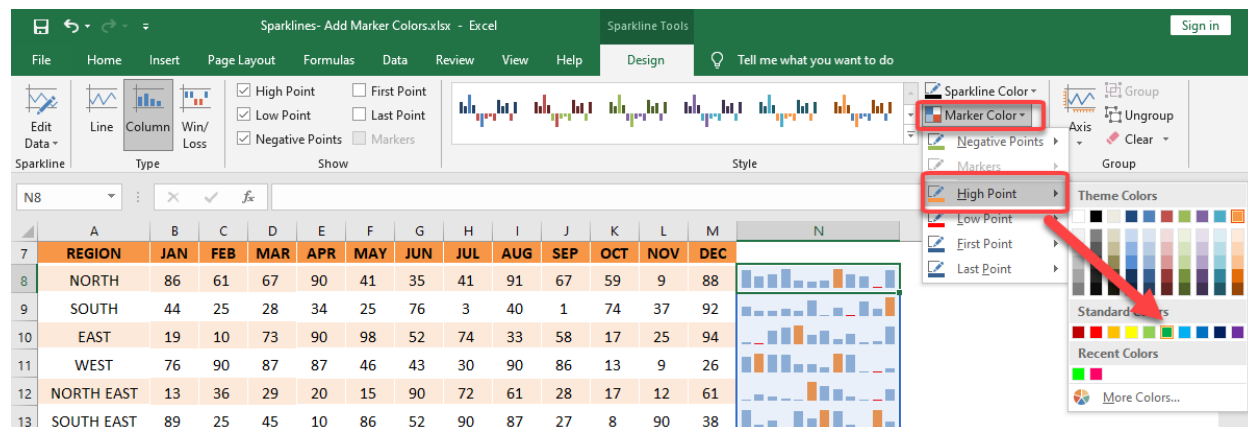 Sparklines- Add Marker Colors.xlsx - Excel
Sparkline Tools
Sign in
File Home Insert Page Layout Formulas Data Review View Help Design Tell me what you want to do
Edit Data
Line
Column
Win/ Loss
High Point
First Point
Low Point
Last Point
Negative Points
Markers
Sparkline Color
Marker Color
Axis
Group
Ungroup
Clear
Sparkline
Type
Show
Style
Group
Negative Points
Markers
High Point
Low Point
First Point
Last Point
Theme Colors
Standard Colors
Recent Colors
More Colors...
N8
fx
A B C D E F G H I J K L M N
7 REGION JAN FEB MAR APR MAY JUN JUL AUG SEP OCT NOV DEC
8 NORTH 86 61 67 90 41 35 41 91 67 59 9 88
9 SOUTH 44 25 28 34 25 76 3 40 1 74 37 92
10 EAST 19 10 73 90 98 52 74 33 58 17 25 94
11 WEST 76 90 87 87 46 43 30 90 86 13 9 26
12 NORTH EAST 13 36 29 20 15 90 72 61 28 17 12 61
13 SOUTH EAST 89 25 45 10 86 52 90 87 27 8 90 38